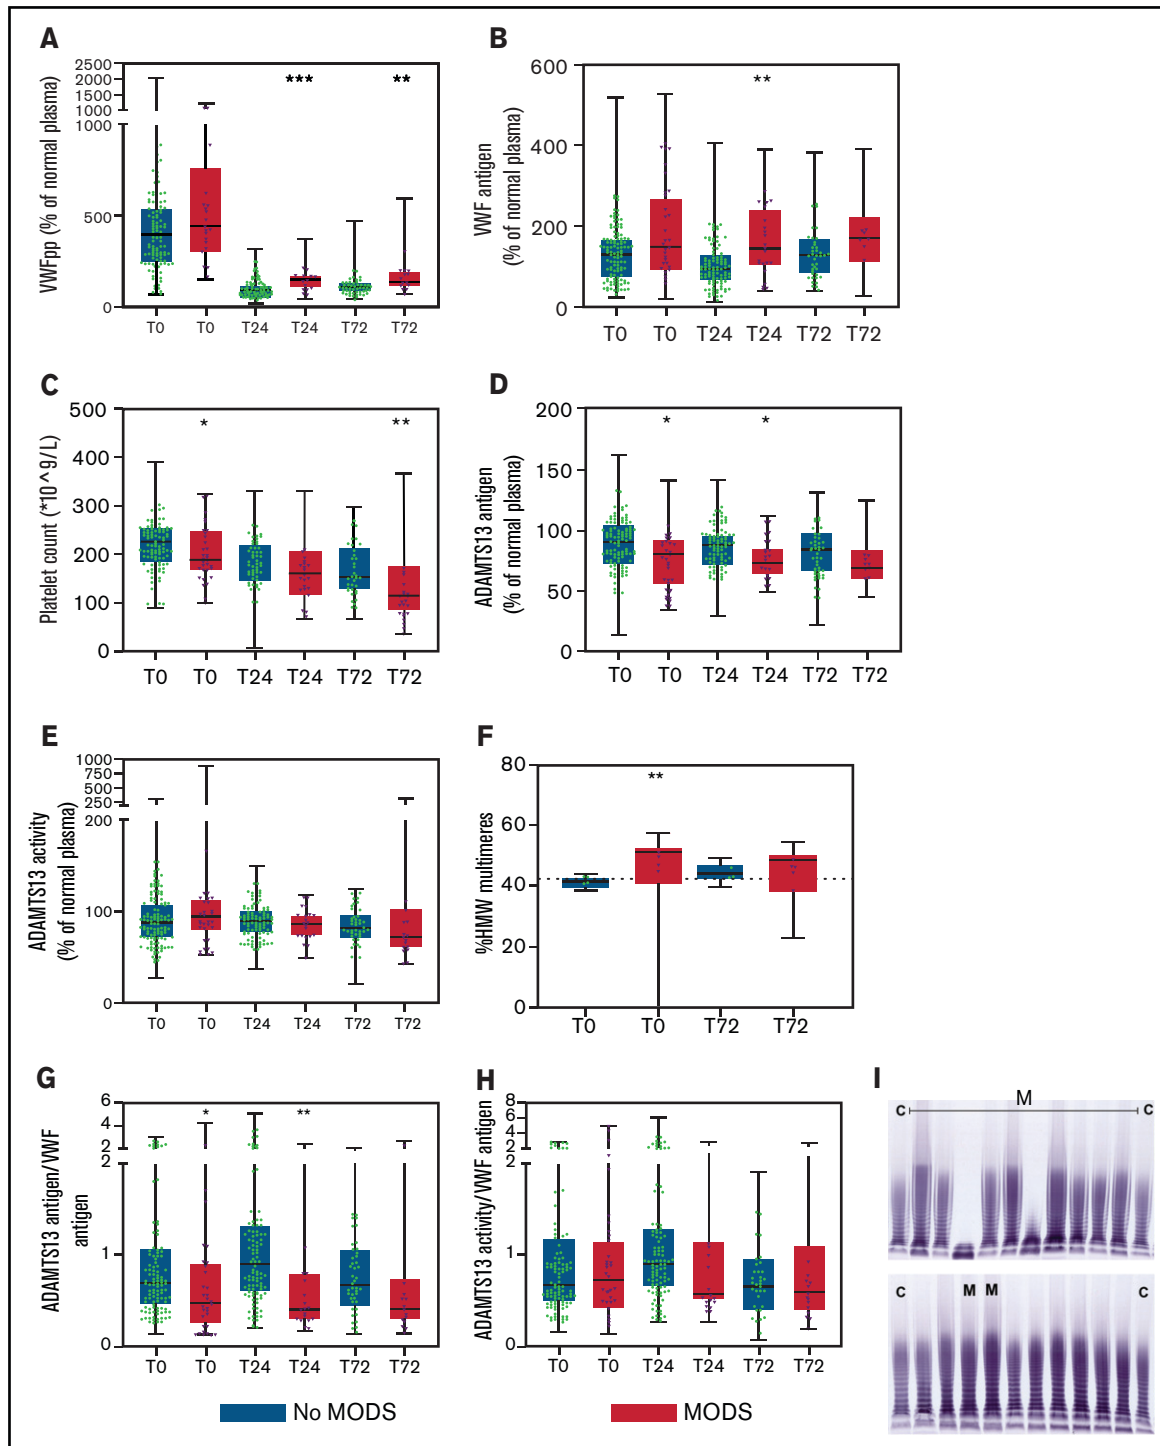 A
VWFpp (% of normal plasma)
2500
2000
1500
1000
1000
500
0
***
**
T0 T0 T24 T24 T72 T72
B
VWF antigen
(% of normal plasma)
600
400
200
0
**
T0 T0 T24 T24 T72 T72
C
Platelet count (*10^9/L)
500
400
300
200
100
0
*
**
T0 T0 T24 T24 T72 T72
D
ADAMTS13 antigen
(% of normal plasma)
200
150
100
50
0
*
*
T0 T0 T24 T24 T72 T72
E
ADAMTS13 activity
(% of normal plasma)
1000
750
500
250
200
100
0
T0 T0 T24 T24 T72 T72
F
%HMW multimeres
80
60
40
20
0
**
T0 T0 T72 T72
G
ADAMTS13 antigen/VWF
antigen
6
4
2
2
1
0
*
**
T0 T0 T24 T24 T72 T72
H
ADAMTS13 activity/VWF antigen
8
6
4
2
2
1
0
T0 T0 T24 T24 T72 T72
I
C M C
C M M C
No MODS MODS